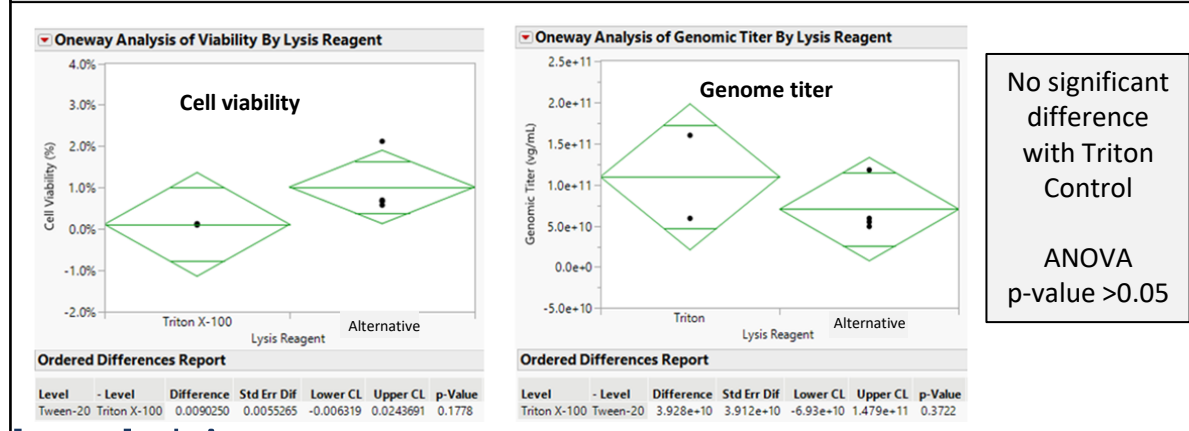 Oneway Analysis of Viability By Lysis Reagent
4.0%
3.0%
2.0%
1.0%
0.0%
-1.0%
-2.0%
Cell Viability (%)
Cell viability
Triton X-100
Alternative
Lysis Reagent
Ordered Differences Report
Level - Level Difference Std Err Dif Lower CL Upper CL p-Value
Tween-20 Triton X-100 0.0090250 0.0055265 -0.006319 0.0243691 0.1778
Oneway Analysis of Genomic Titer By Lysis Reagent
2.5e+11
2.0e+11
1.5e+11
1.0e+11
5.0e+10
0.0e+0
-5.0e+10
Genomic Titer (vg/mL)
Genome titer
Triton
Alternative
Lysis Reagent
Ordered Differences Report
Level - Level Difference Std Err Dif Lower CL Upper CL p-Value
Triton X-100 Tween-20 3.928e+10 3.912e+10 -6.93e+10 1.479e+11 0.3722
No significant
difference
with Triton
Control
ANOVA
p-value >0.05